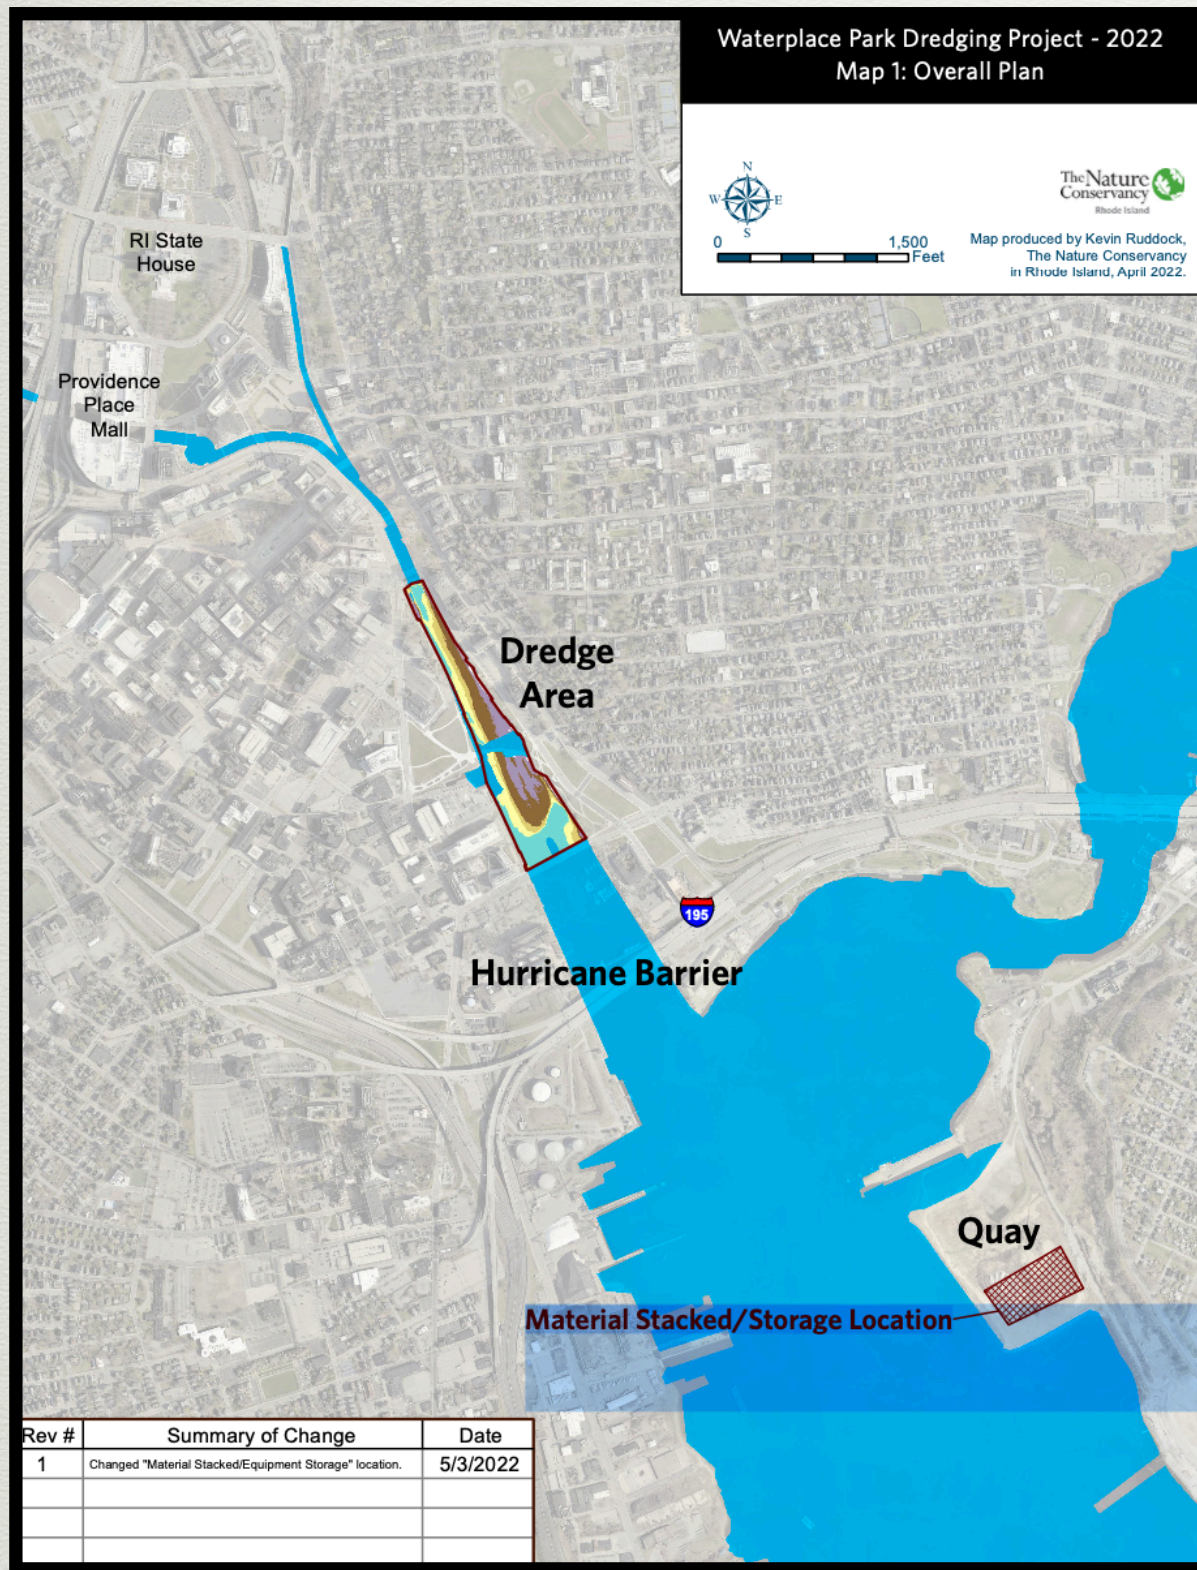 Waterplace Park Dredging Project - 2022
Map 1: Overall Plan
N
W E
S
0 1,500
Feet
The Nature
Conservancy
Rhode Island
Map produced by Kevin Ruddock,
The Nature Conservancy
in Rhode Island, April 2022.
RI State
House
Providence
Place
Mall
Dredge
Area
195
Hurricane Barrier
Quay
Material Stacked/Storage Location
Rev # Summary of Change Date
1 Changed "Material Stacked/Equipment Storage" location. 5/3/2022